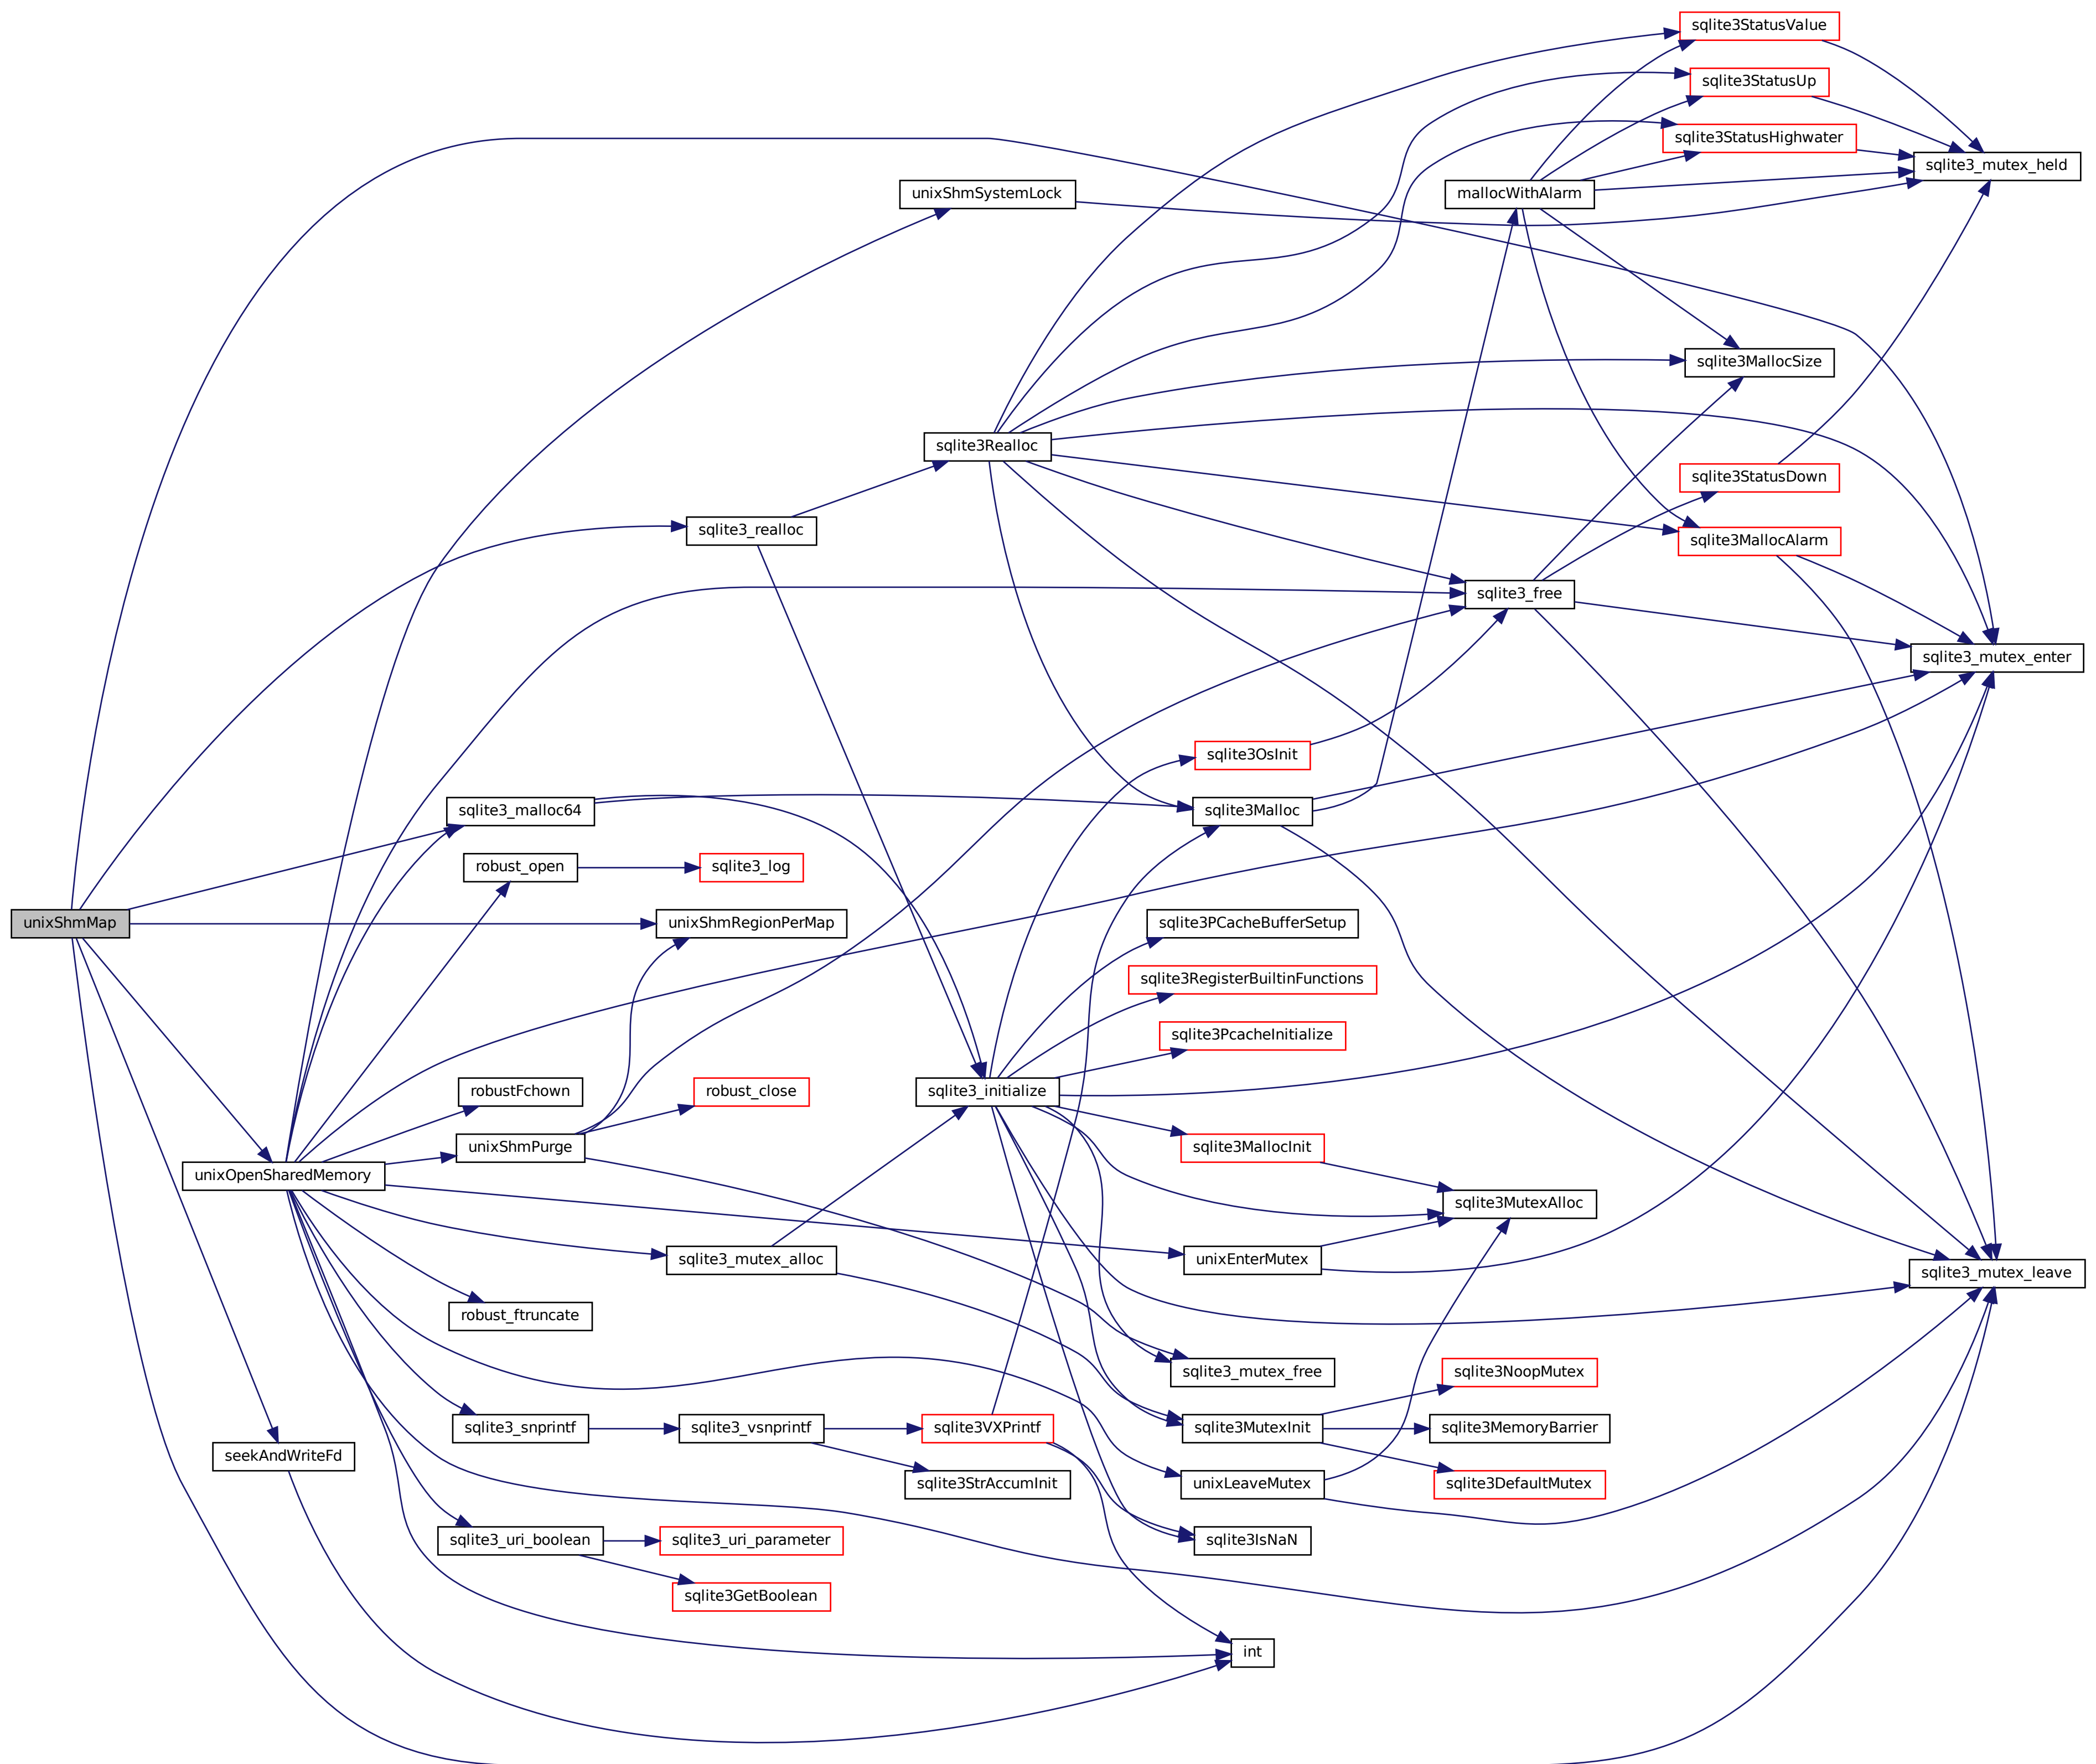 sqlite3StatusValue
sqlite3StatusUp
sqlite3StatusHighwater
sqlite3_mutex_held
mallocWithAlarm
unixShmSystemLock
sqlite3MallocSize
sqlite3Realloc
sqlite3StatusDown
sqlite3_realloc
sqlite3MallocAlarm
sqlite3_free
sqlite3_mutex_enter
sqlite3OsInit
sqlite3_malloc64
sqlite3Malloc
robust_open
sqlite3_log
unixShmMap
unixShmRegionPerMap
sqlite3PCacheBufferSetup
sqlite3RegisterBuiltinFunctions
sqlite3PcacheInitialize
robustFchown
robust_close
sqlite3_initialize
unixShmPurge
sqlite3MallocInit
unixOpenSharedMemory
sqlite3MutexAlloc
sqlite3_mutex_alloc
unixEnterMutex
sqlite3_mutex_leave
robust_ftruncate
sqlite3_mutex_free
sqlite3NoopMutex
sqlite3_snprintf
sqlite3_vsnprintf
sqlite3VXPrintf
sqlite3MutexInit
sqlite3MemoryBarrier
seekAndWriteFd
sqlite3StrAccumInit
unixLeaveMutex
sqlite3DefaultMutex
sqlite3_uri_boolean
sqlite3_uri_parameter
sqlite3IsNaN
sqlite3GetBoolean
int